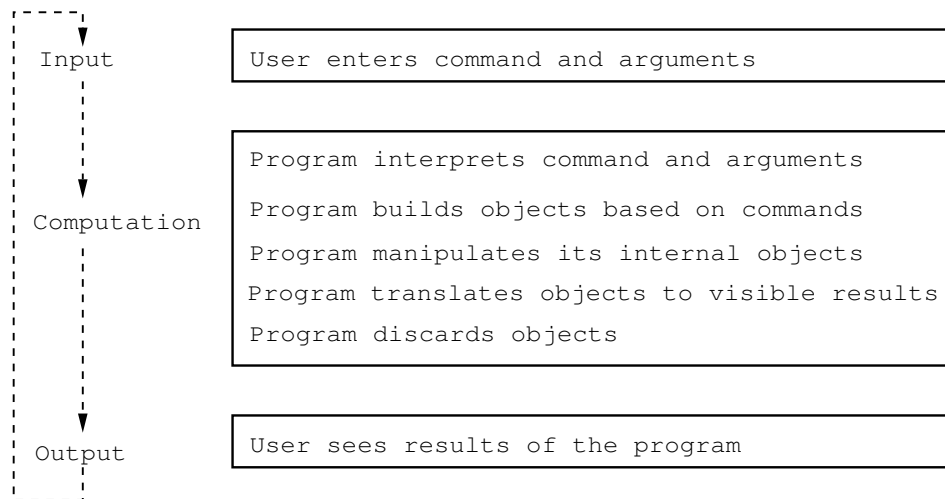 Input
User enters command and arguments
Computation
Program interprets command and arguments
Program builds objects based on commands
Program manipulates its internal objects
Program translates objects to visible results
Program discards objects
Output
User sees results of the program